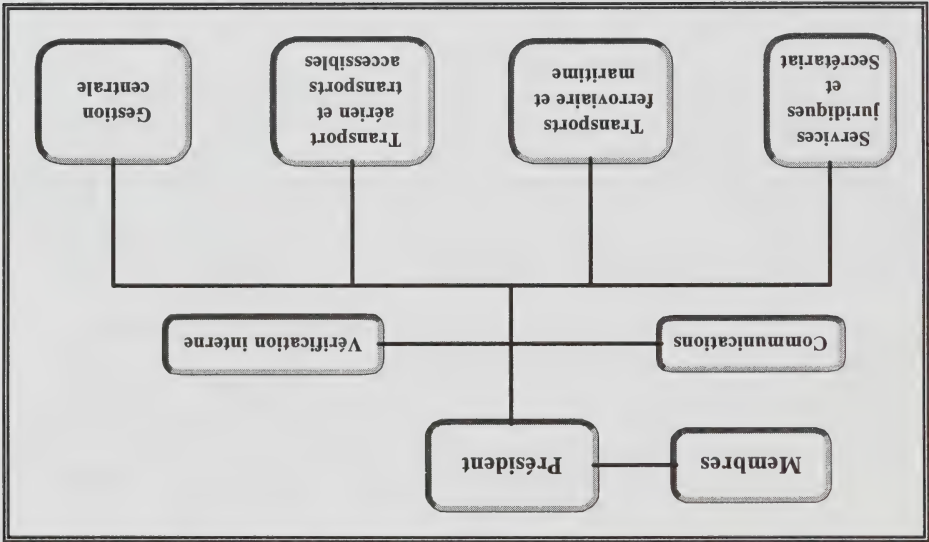 Membres
Président
Communications
Vérification interne
Services
juridiques
et
Secrétariat
Transports
ferroviaire et
maritime
Transport
aérien et
transports
accessibles
Gestion
centrale